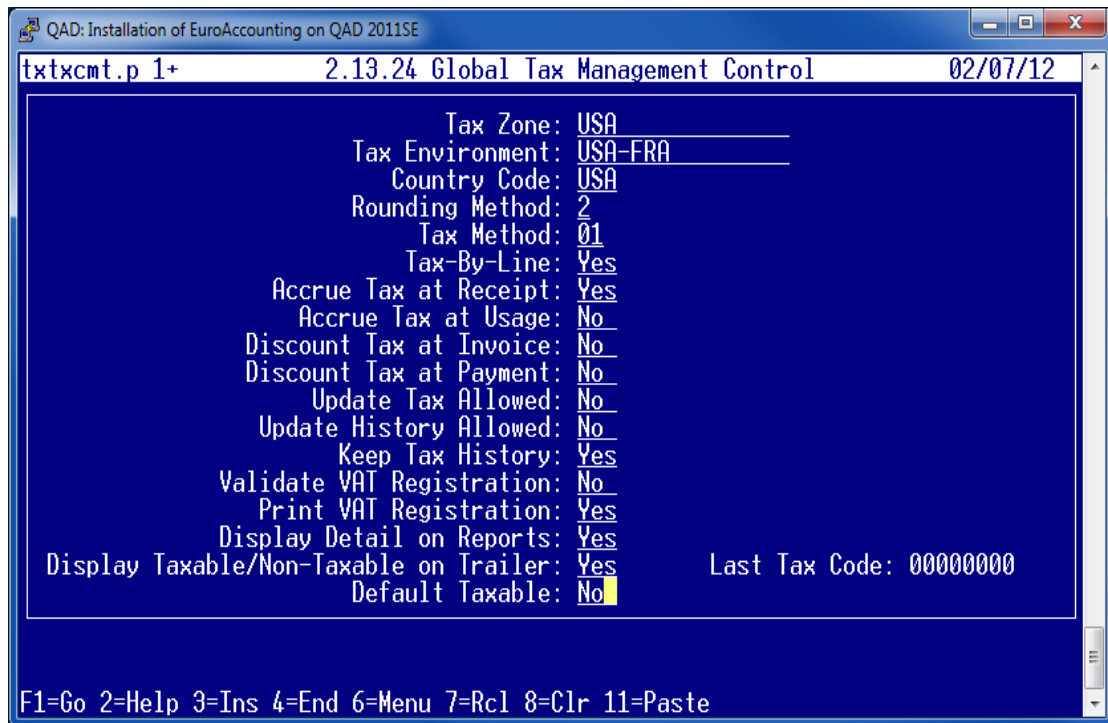 QAD: Installation of EuroAccounting on QAD 2011SE
txtxcmt.p 1+ 2.13.24 Global Tax Management Control 02/07/12
Tax Zone: USA
Tax Environment: USA-FRA
Country Code: USA
Rounding Method: 2
Tax Method: 01
Tax-By-Line: Yes
Accrue Tax at Receipt: Yes
Accrue Tax at Usage: No
Discount Tax at Invoice: No
Discount Tax at Payment: No
Update Tax Allowed: No
Update History Allowed: No
Keep Tax History: Yes
Validate VAT Registration: No
Print VAT Registration: Yes
Display Detail on Reports: Yes
Display Taxable/Non-Taxable on Trailer: Yes Last Tax Code: 00000000
Default Taxable: No
F1=Go 2=Help 3=Ins 4=End 6=Menu 7=Rcl 8=Clr 11=Paste